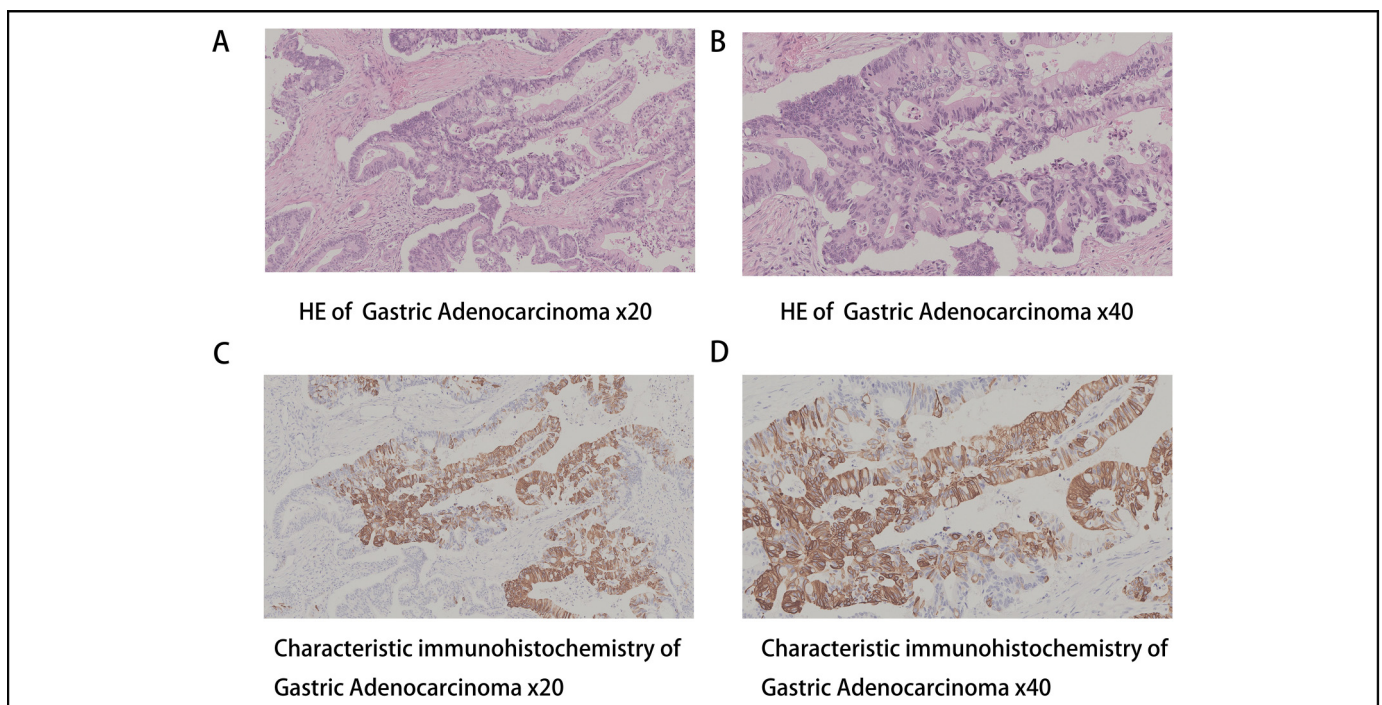 A
B
HE of Gastric Adenocarcinoma x20
HE of Gastric Adenocarcinoma x40
C
D
Characteristic immunohistochemistry of
Gastric Adenocarcinoma x20
Characteristic immunohistochemistry of
Gastric Adenocarcinoma x40